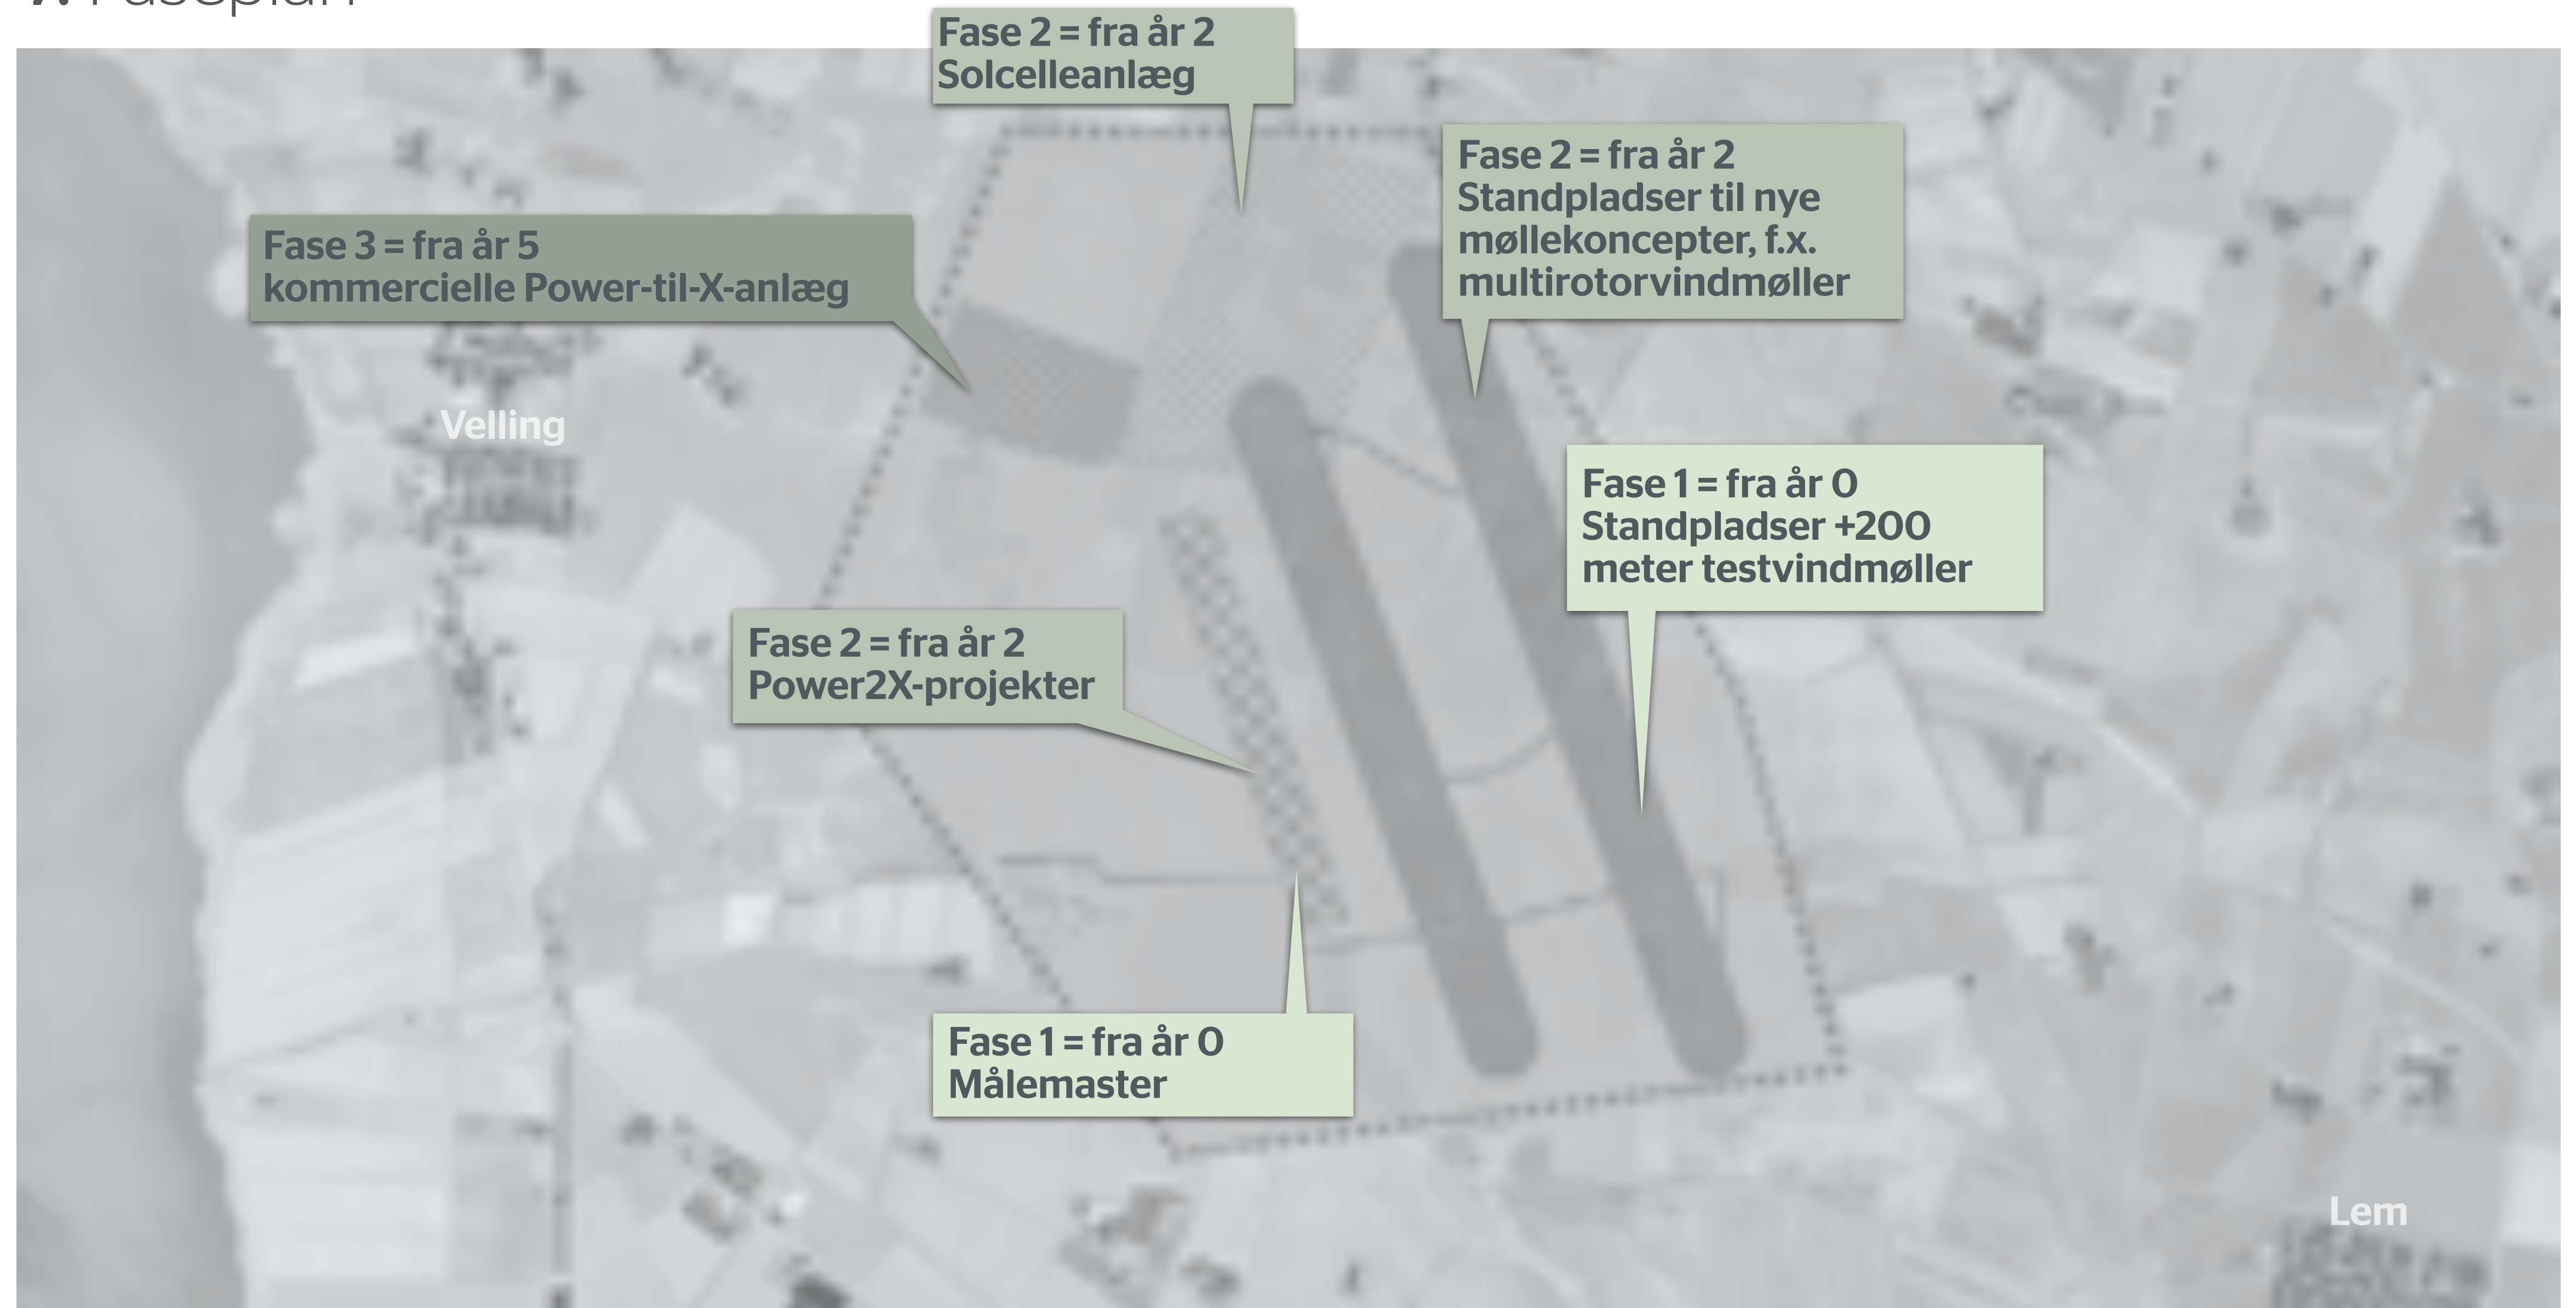 7. Faseplan
Fase 2 = fra år 2
Solcelleanlæg
Fase 2 = fra år 2
Standpladser til nye
møllekoncepter, f.x.
multirotorvindmøller
Fase 3 = fra år 5
kommercielle Power-til-X-anlæg
Velling
Fase 1 = fra år 0
Standpladser +200
meter testvindmøller
Fase 2 = fra år 2
Power2X-projekter
Fase 1 = fra år 0
Målemaster
Lem